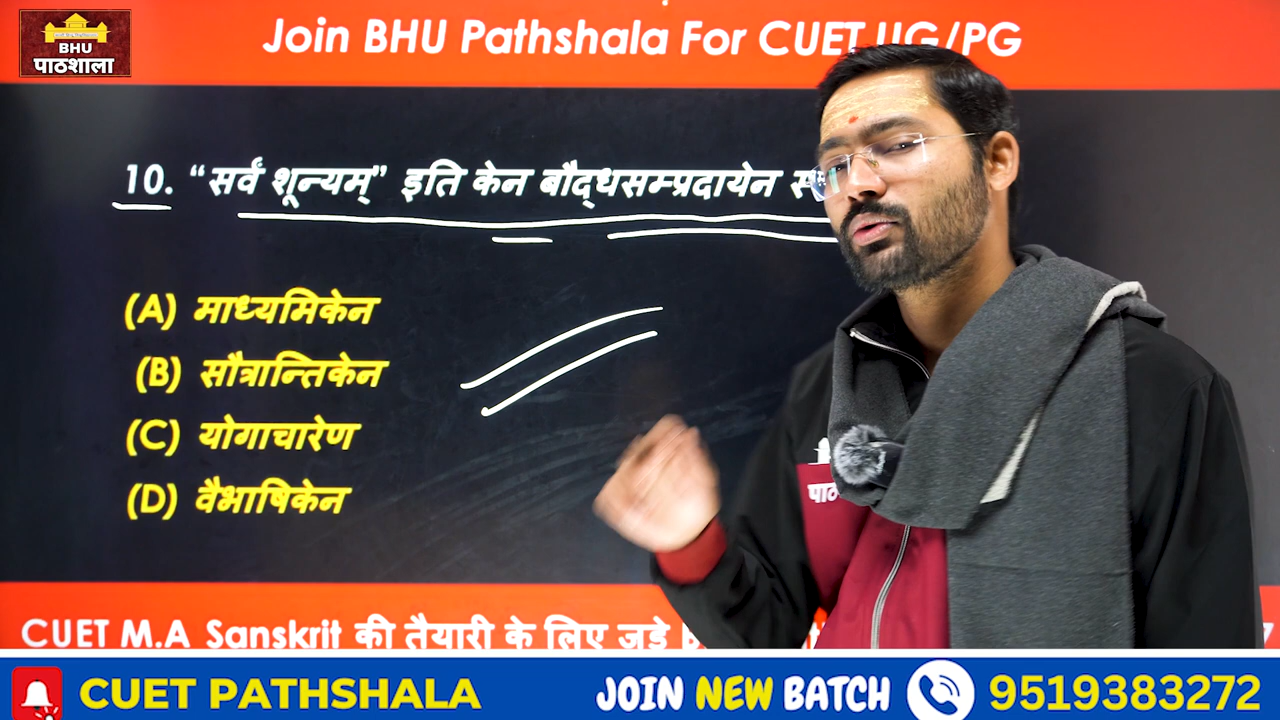 Join BHU Pathshala For CUET UG/PG
BHU
पाठशाला
10. “सर्वं शून्यम्” इति केन बौद्धसम्प्रदायेन
(A) माध्यमिकेन
(B) सौत्रान्तिकेन
(C) योगाचारेण
(D) वैभाषिकेन
CUET M.A Sanskrit की तैयारी के लिए जुड़े
CUET PATHSHALA
JOIN NEW BATCH
9519383272